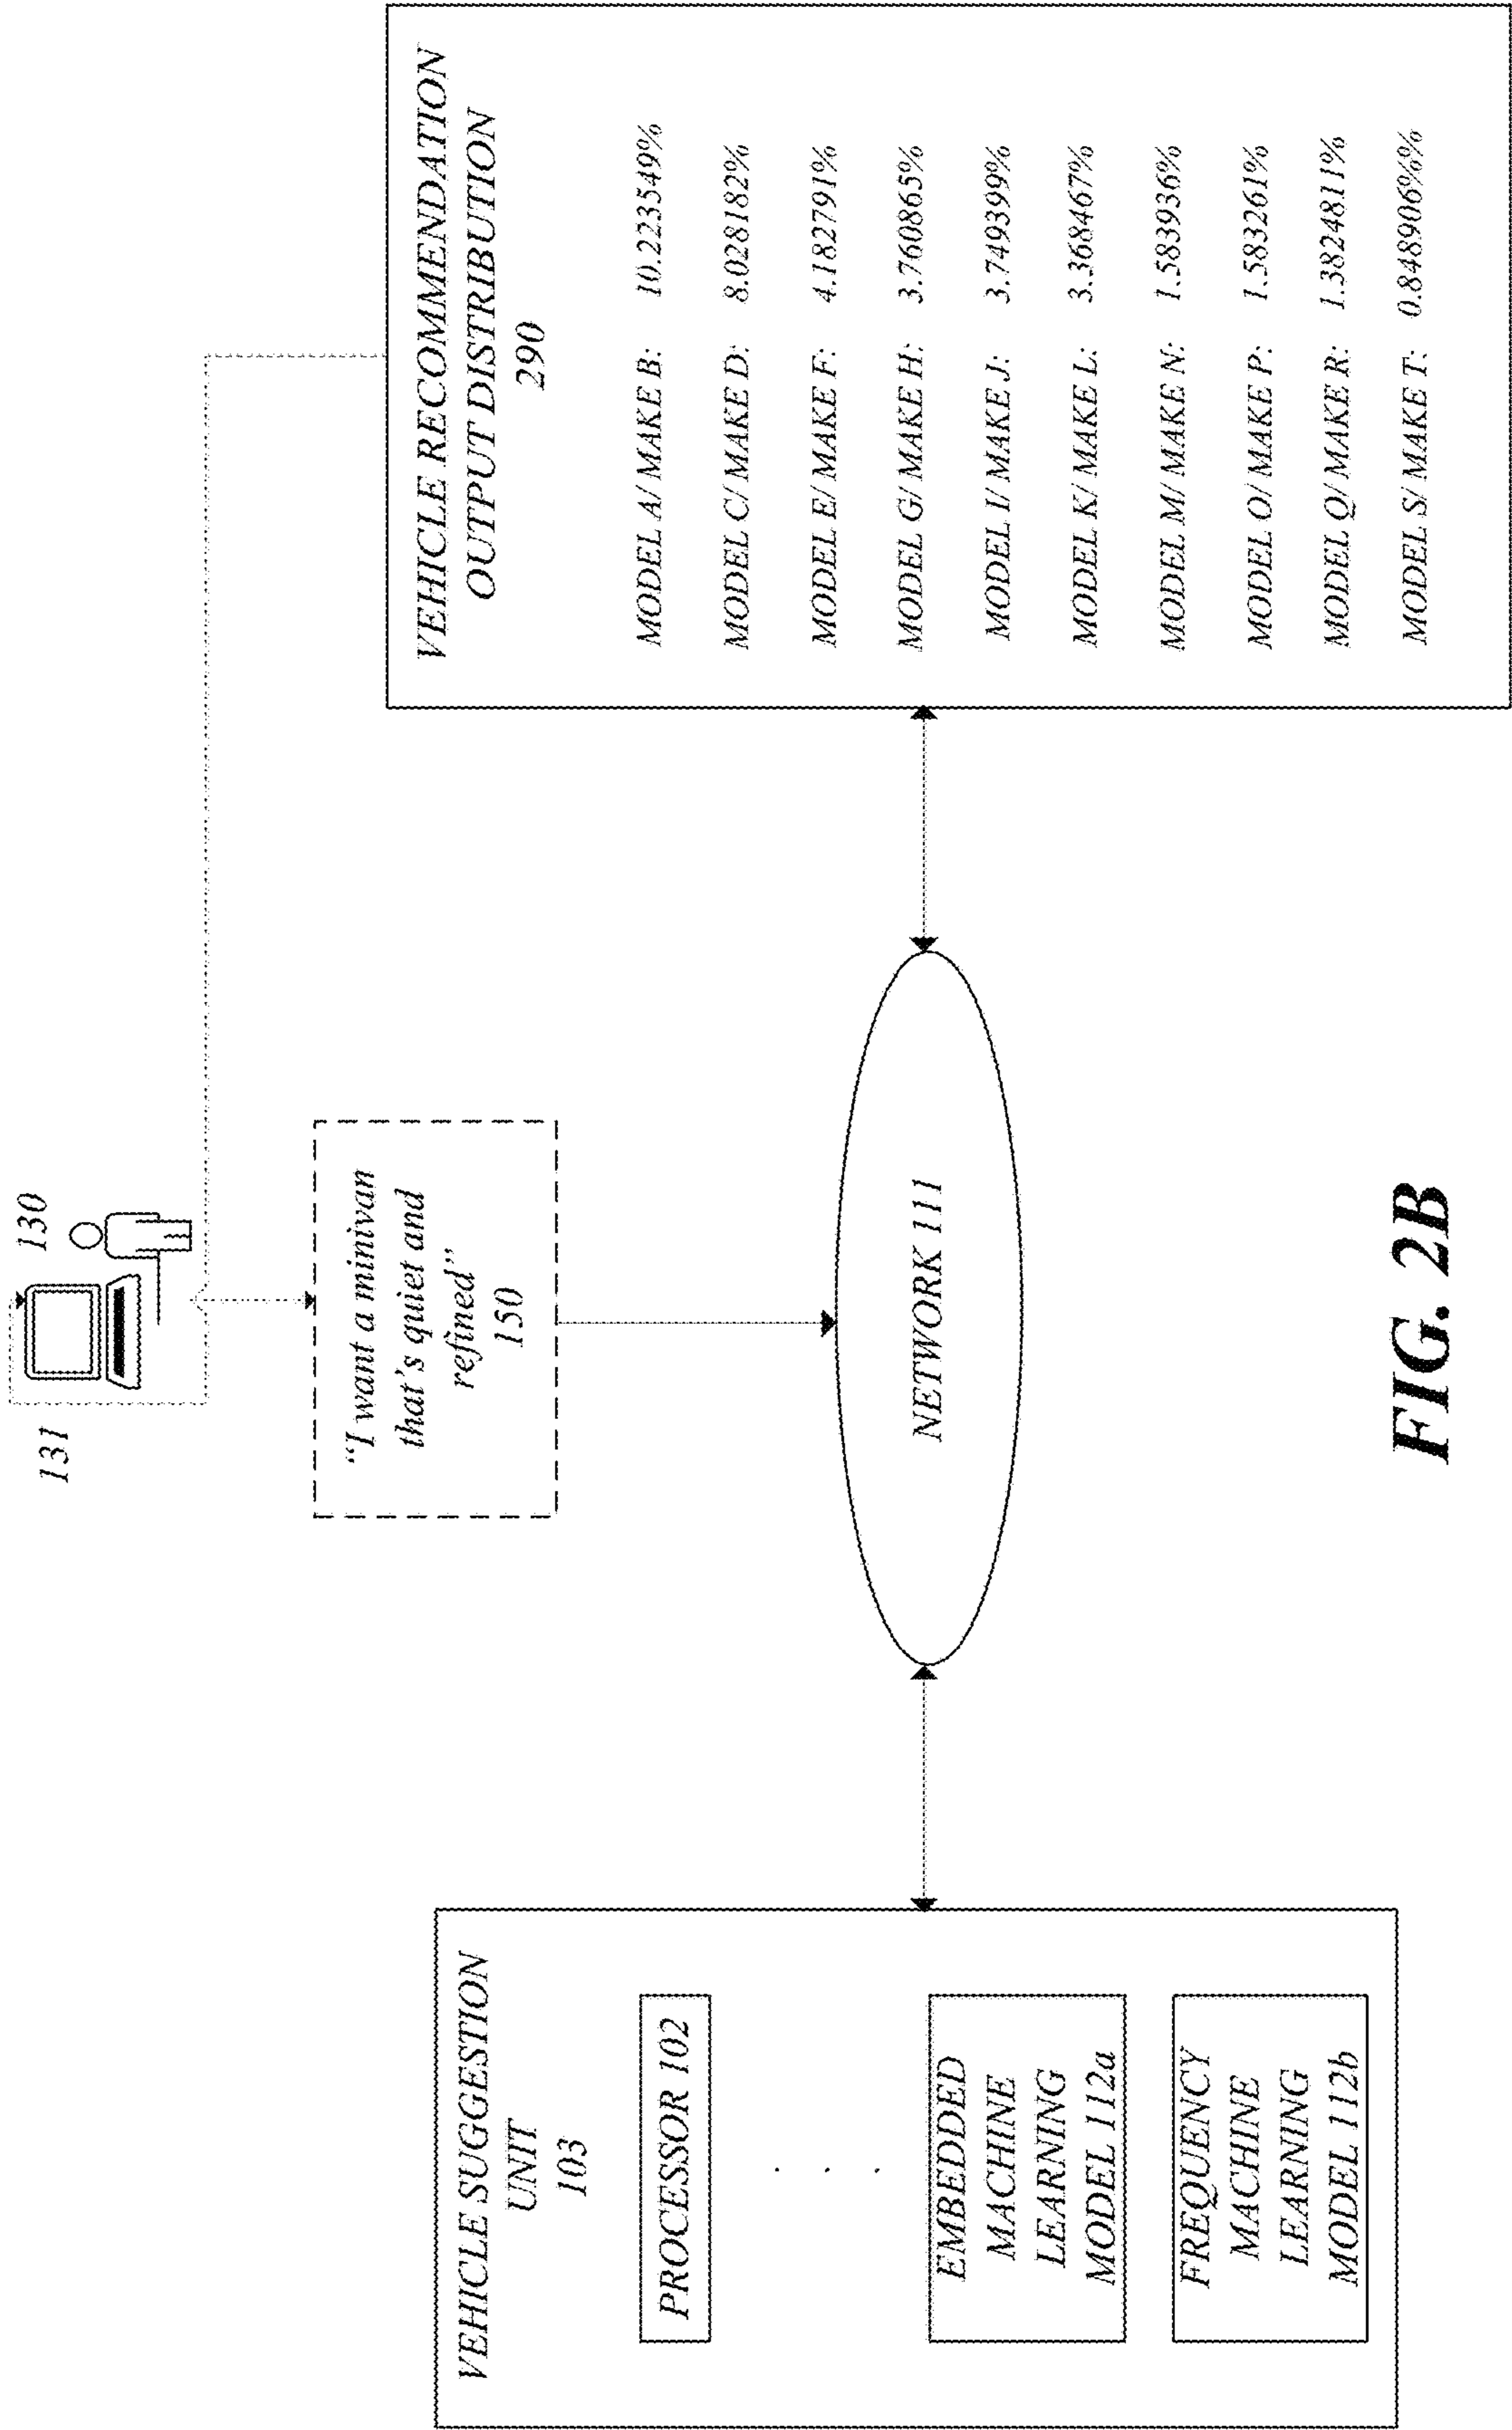 131
130
"I want a minivan
that's quiet and
refined"
150
VEHICLE SUGGESTION
UNIT
103
PROCESSOR 102
. . .
EMBEDDED
MACHINE
LEARNING
MODEL 112a
FREQUENCY
MACHINE
LEARNING
MODEL 112b
NETWORK 111
VEHICLE RECOMMENDATION
OUTPUT DISTRIBUTION
290
MODEL A/ MAKE B: 10.223549%
MODEL C/ MAKE D: 8.028182%
MODEL E/ MAKE F: 4.182791%
MODEL G/ MAKE H: 3.760865%
MODEL I/ MAKE J: 3.749399%
MODEL K/ MAKE L: 3.368467%
MODEL M/ MAKE N: 1.583936%
MODEL O/ MAKE P: 1.583261%
MODEL Q/ MAKE R: 1.3824811%
MODEL S/ MAKE T: 0.848906%%
FIG. 2B